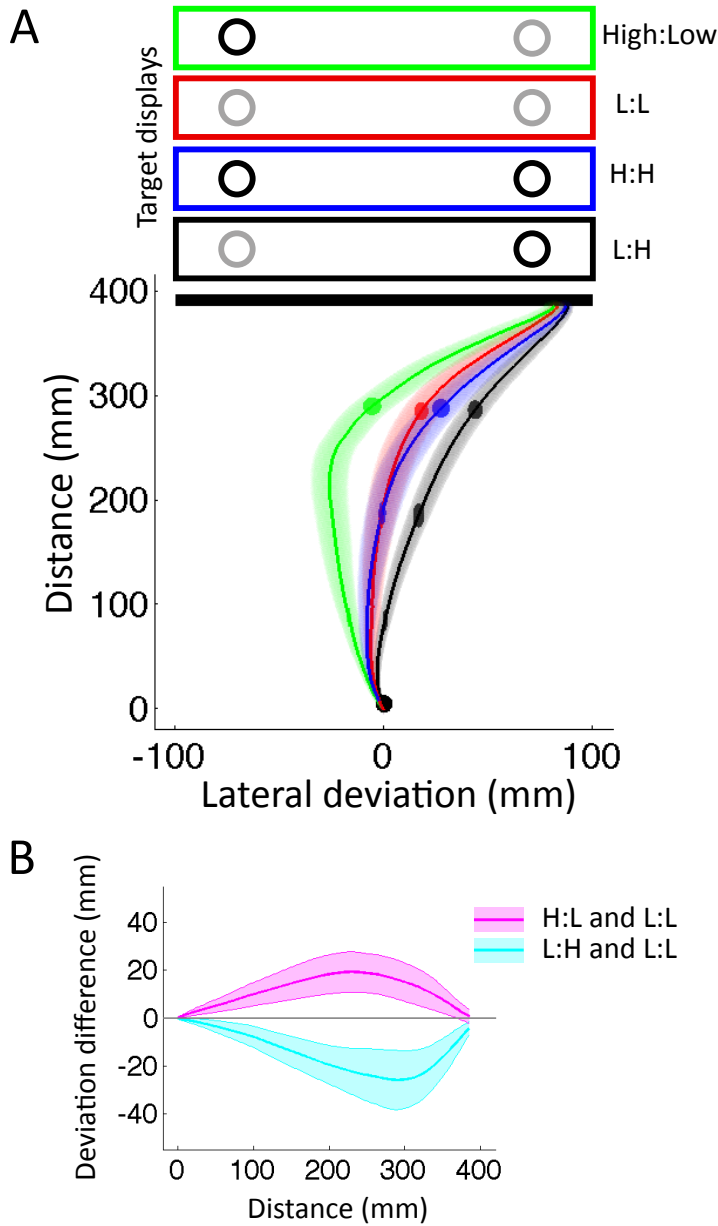 A
Target displays
High:Low
L:L
H:H
L:H
400
300
200
100
0
Distance (mm)
-100 0 100
Lateral deviation (mm)
B
Deviation difference (mm)
40
20
0
-20
-40
H:L and L:L
L:H and L:L
0 100 200 300 400
Distance (mm)